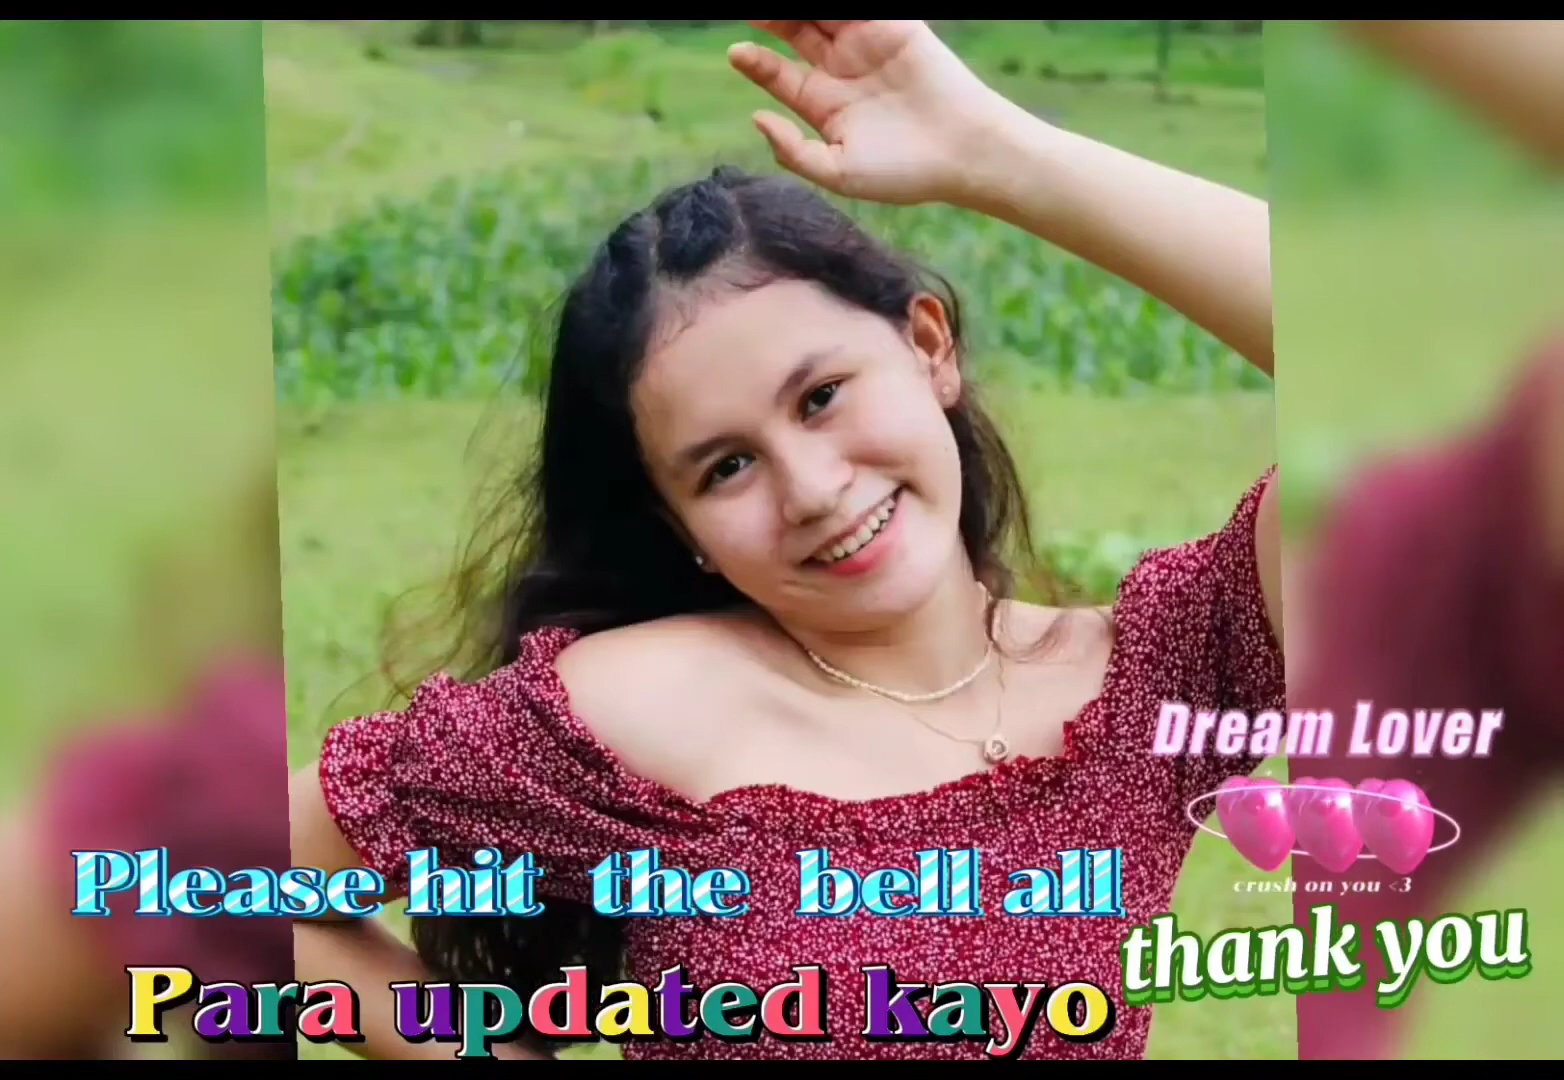 Dream Lover
crush on you <3
Please hit the bell all
thank you
Para updated kayo